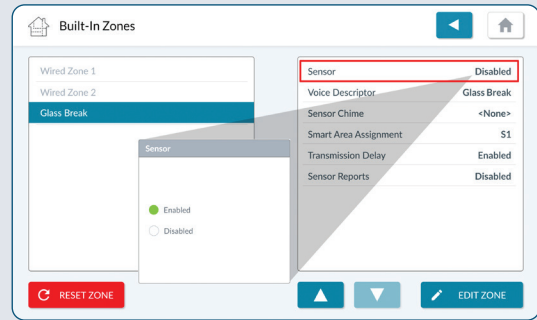 Built-In Zones
Wired Zone 1
Wired Zone 2
Glass Break
Sensor Disabled
Voice Descriptor Glass Break
Sensor Chime <None>
Smart Area Assignment S1
Transmission Delay Enabled
Sensor Reports Disabled
Sensor
Enabled
Disabled
RESET ZONE
EDIT ZONE